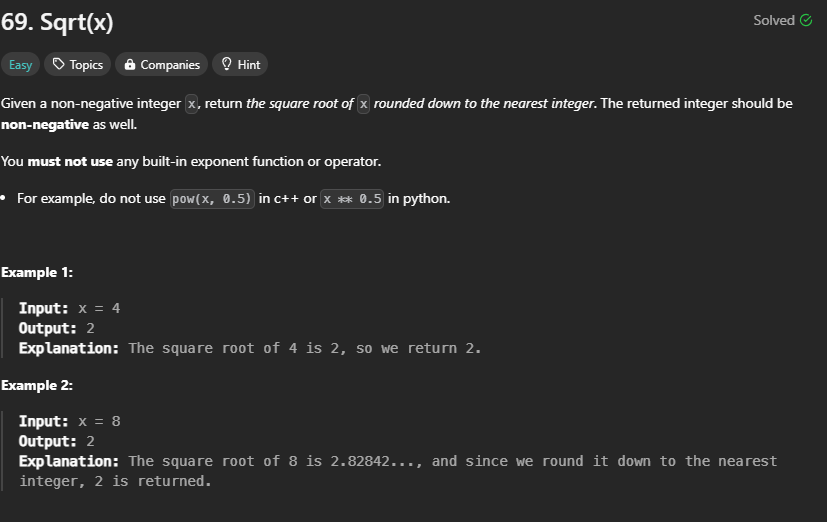 69. Sqrt(x)
Solved
Easy
Topics
Companies
Hint
Given a non-negative integer x, return the square root of x rounded down to the nearest integer. The returned integer should be
non-negative as well.
You must not use any built-in exponent function or operator.
• For example, do not use pow(x, 0.5) in c++ or x ** 0.5 in python.
Example 1:
Input: x = 4
Output: 2
Explanation: The square root of 4 is 2, so we return 2.
Example 2:
Input: x = 8
Output: 2
Explanation: The square root of 8 is 2.82842..., and since we round it down to the nearest
integer, 2 is returned.